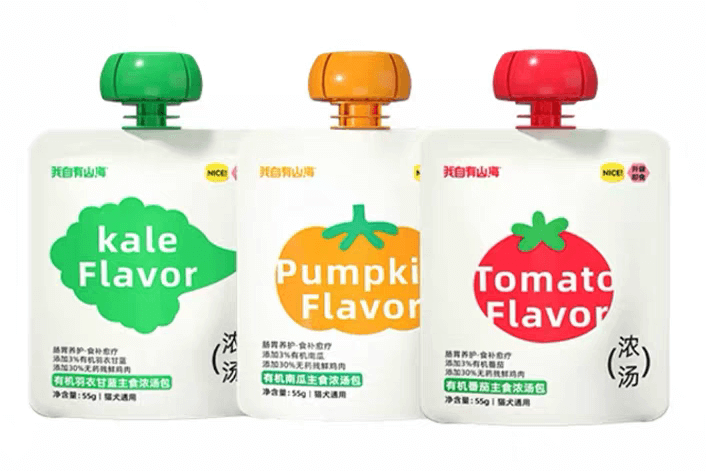 我自有山海
NICE!
kale
Flavor
肠胃养护·食补愈疗
添加3%有机羽衣甘蓝
添加30%无药残鲜鸡肉
有机羽衣甘蓝主食浓汤包
净含量:55g | 猫犬通用
(浓汤)
我自有山海
NICE!
Pumpki
Flavor
肠胃养护·食补愈疗
添加3%有机南瓜
添加30%无药残鲜鸡肉
有机南瓜主食浓汤包
净含量:55g | 猫犬通用
我自有山海
NICE!
升级
即食
Tomato
Flavor
肠胃养护·食补愈疗
添加3%有机番茄
添加30%无药残鲜鸡肉
有机番茄主食浓汤包
净含量:55g | 猫犬通用
(浓汤)